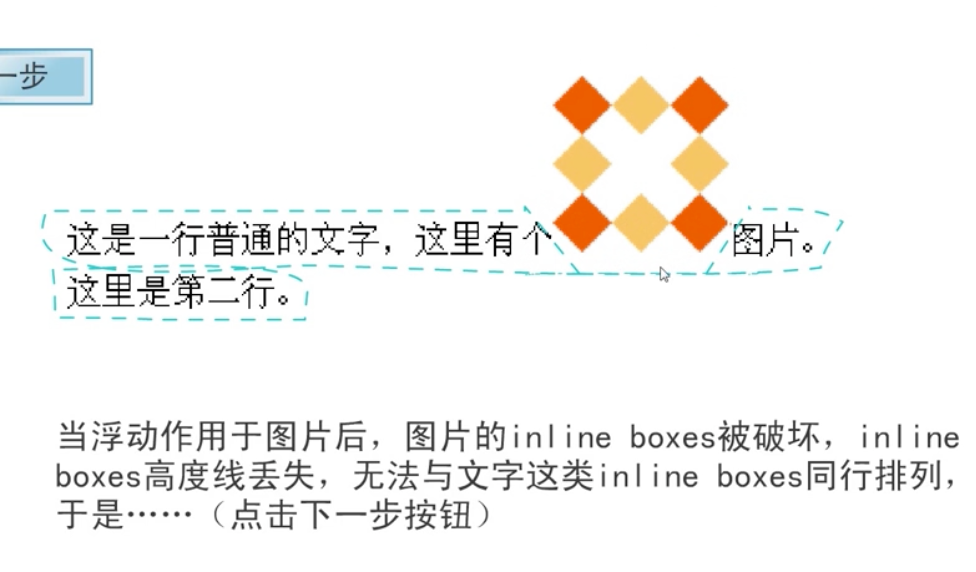 一步
这是一行普通的文字，这里有个 图片。
这里是第二行。
当浮动作用于图片后，图片的inline boxes被破坏，inline
boxes高度线丢失，无法与文字这类inline boxes同行排列，
于是……（点击下一步按钮）